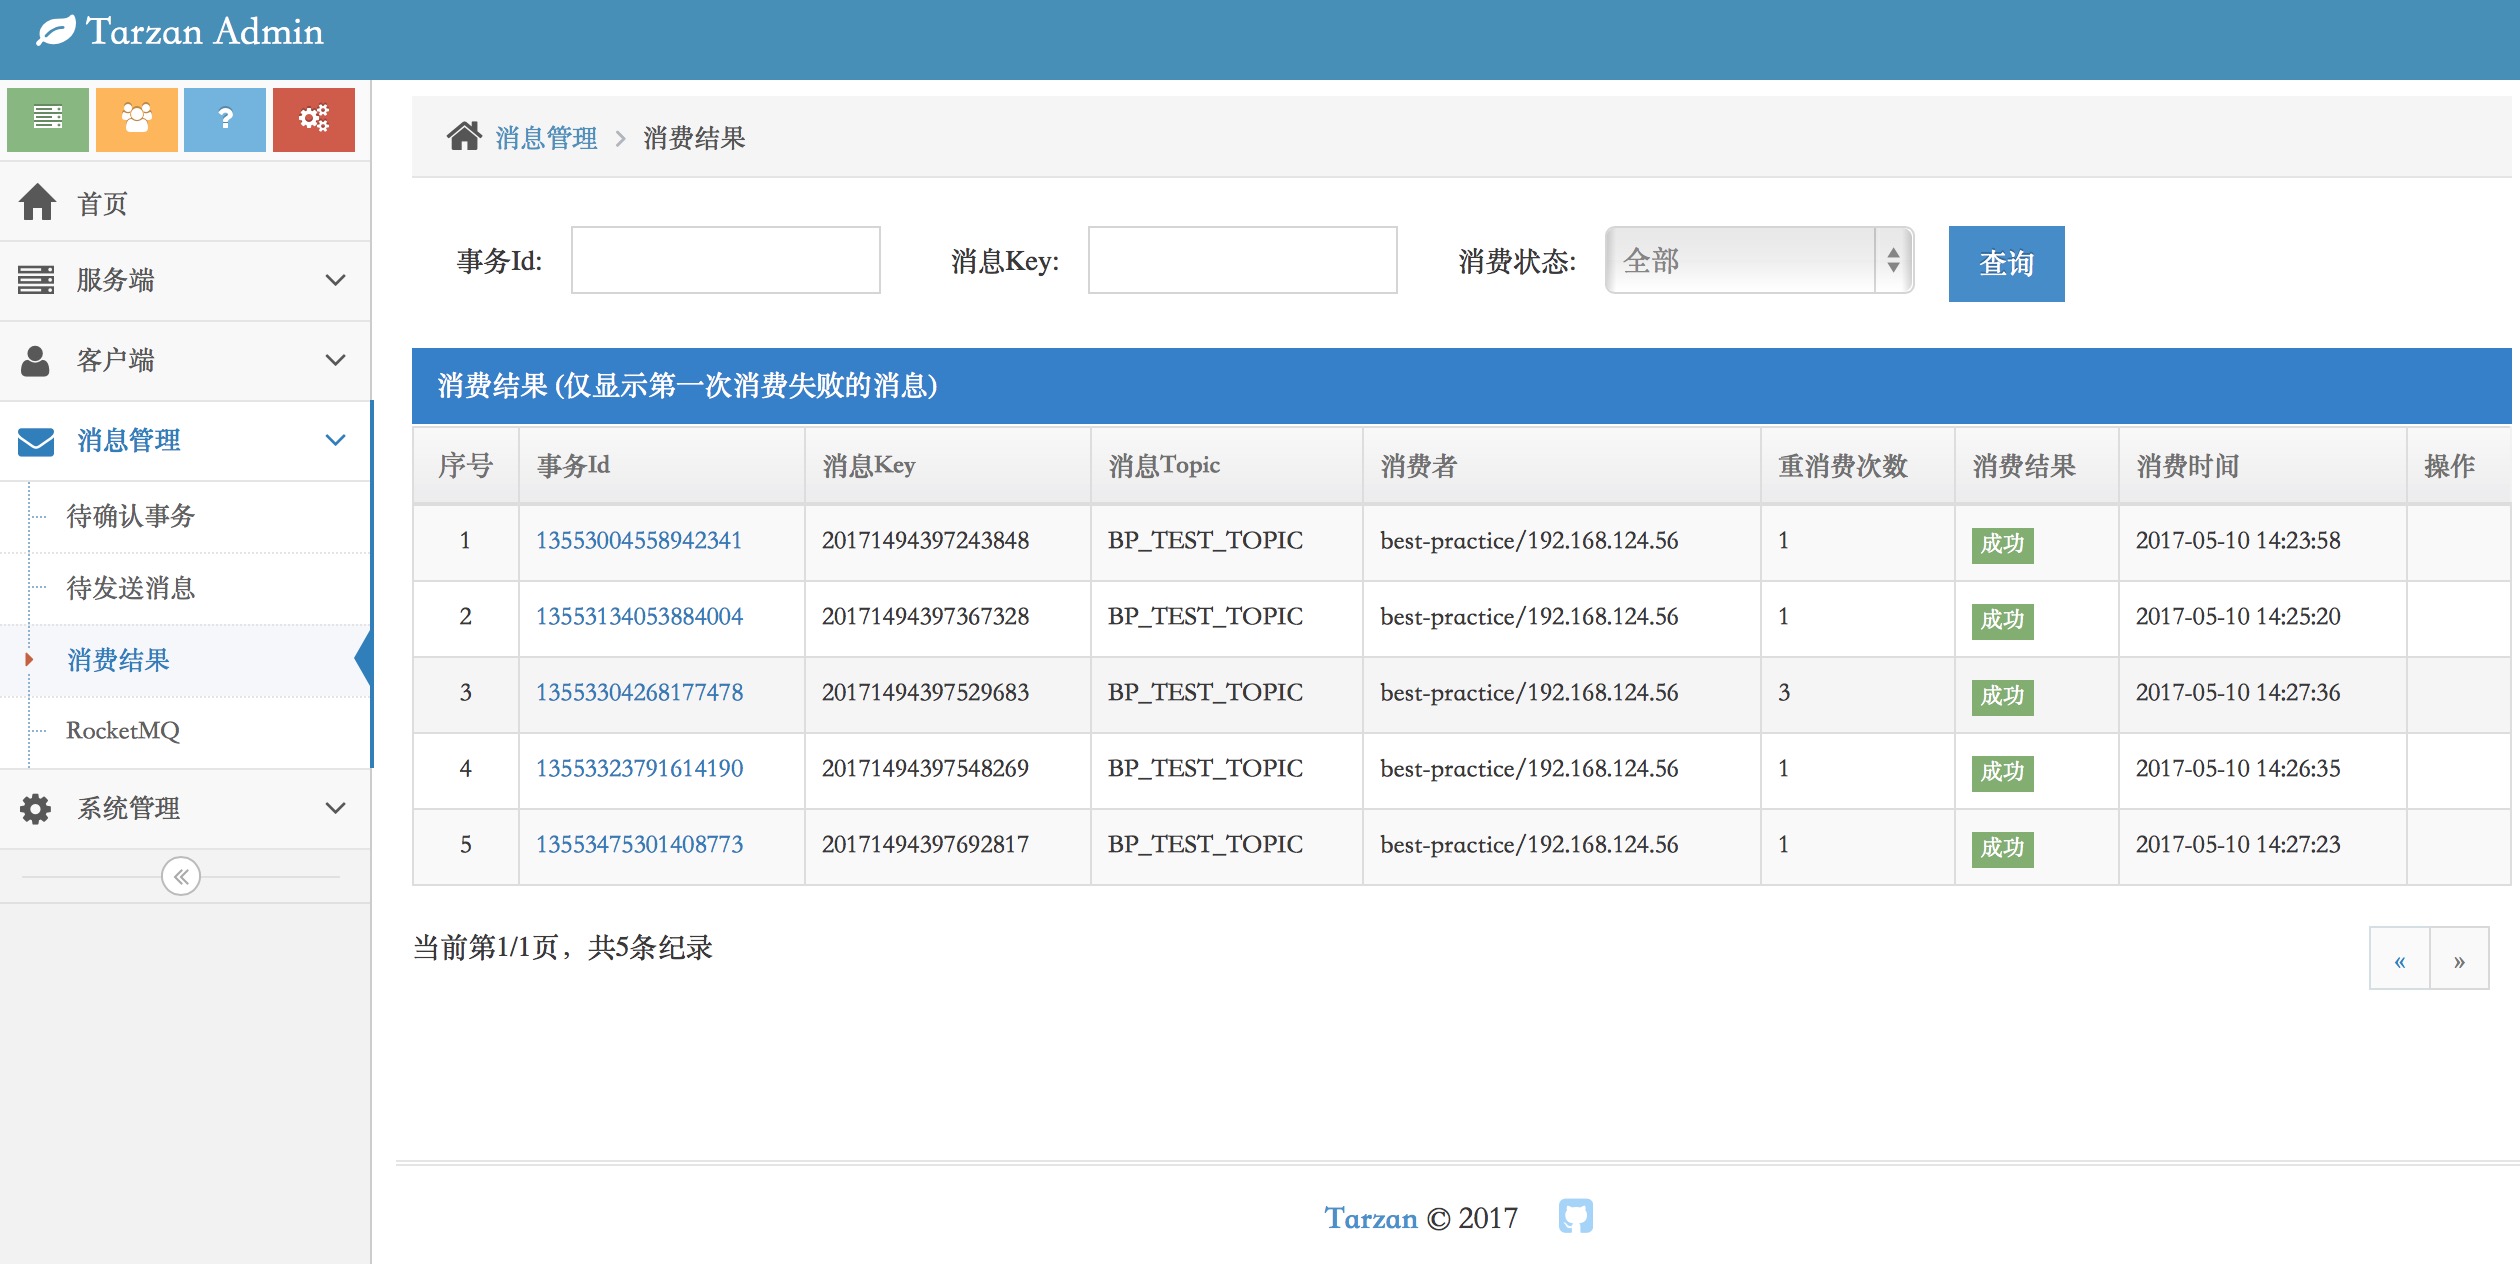 Tarzan Admin
?
首页
服务端
客户端
消息管理
待确认事务
待发送消息
消费结果
RocketMQ
系统管理
消息管理 消费结果
事务Id: 消息Key: 消费状态: 全部 查询
消费结果 (仅显示第一次消费失败的消息)
序号 事务Id 消息Key 消息Topic 消费者 重消费次数 消费结果 消费时间 操作
1 13553004558942341 20171494397243848 BP_TEST_TOPIC best-practice/192.168.124.56 1 成功 2017-05-10 14:23:58
2 13553134053884004 20171494397367328 BP_TEST_TOPIC best-practice/192.168.124.56 1 成功 2017-05-10 14:25:20
3 13553304268177478 20171494397529683 BP_TEST_TOPIC best-practice/192.168.124.56 3 成功 2017-05-10 14:27:36
4 13553323791614190 20171494397548269 BP_TEST_TOPIC best-practice/192.168.124.56 1 成功 2017-05-10 14:26:35
5 13553475301408773 20171494397692817 BP_TEST_TOPIC best-practice/192.168.124.56 1 成功 2017-05-10 14:27:23
当前第1/1页，共5条纪录 « »
Tarzan © 2017